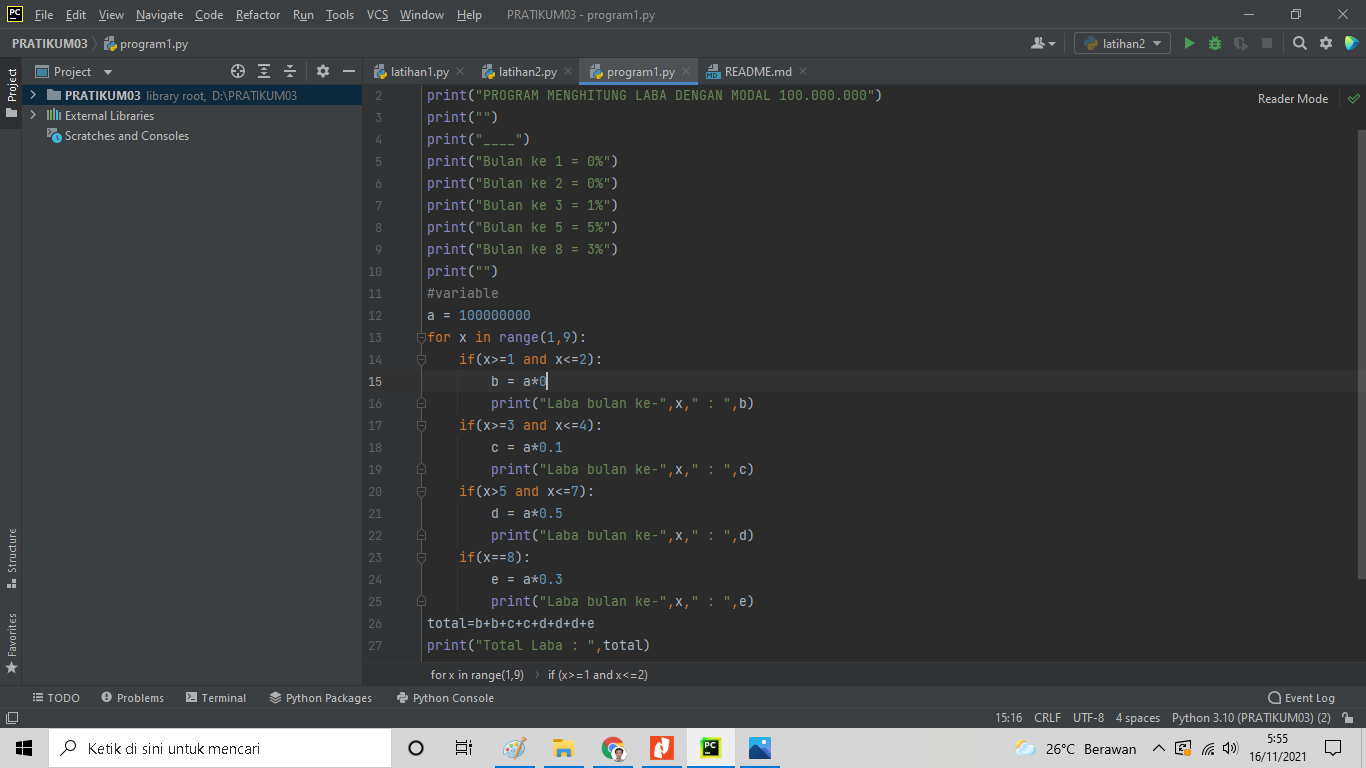 PC File Edit View Navigate Code Refactor Run Tools VCS Window Help PRATIKUM03 - program1.py
PRATIKUM03 program1.py latihan2
Project Project latihan1.py latihan2.py program1.py MD README.md
PRATIKUM03 library root, D:\PRATIKUM03
External Libraries
Scratches and Consoles
Reader Mode
2 print("PROGRAM MENGHITUNG LABA DENGAN MODAL 100.000.000")
3 print("")
4 print("____")
5 print("Bulan ke 1 = 0%")
6 print("Bulan ke 2 = 0%")
7 print("Bulan ke 3 = 1%")
8 print("Bulan ke 5 = 5%")
9 print("Bulan ke 8 = 3%")
10 print("")
11 #variable
12 a = 100000000
13 for x in range(1,9):
14 if(x>=1 and x<=2):
15 b = a*0
16 print("Laba bulan ke-",x," : ",b)
17 if(x>=3 and x<=4):
18 c = a*0.1
19 print("Laba bulan ke-",x," : ",c)
20 if(x>5 and x<=7):
21 d = a*0.5
22 print("Laba bulan ke-",x," : ",d)
23 if(x==8):
24 e = a*0.3
25 print("Laba bulan ke-",x," : ",e)
26 total=b+b+c+c+d+d+d+e
27 print("Total Laba : ",total)
Structure
Favorites
for x in range(1,9) if (x>=1 and x<=2)
TODO Problems Terminal Python Packages Python Console Event Log
15:16 CRLF UTF-8 4 spaces Python 3.10 (PRATIKUM03) (2)
Ketik di sini untuk mencari PC 26°C Berawan 5:55
16/11/2021